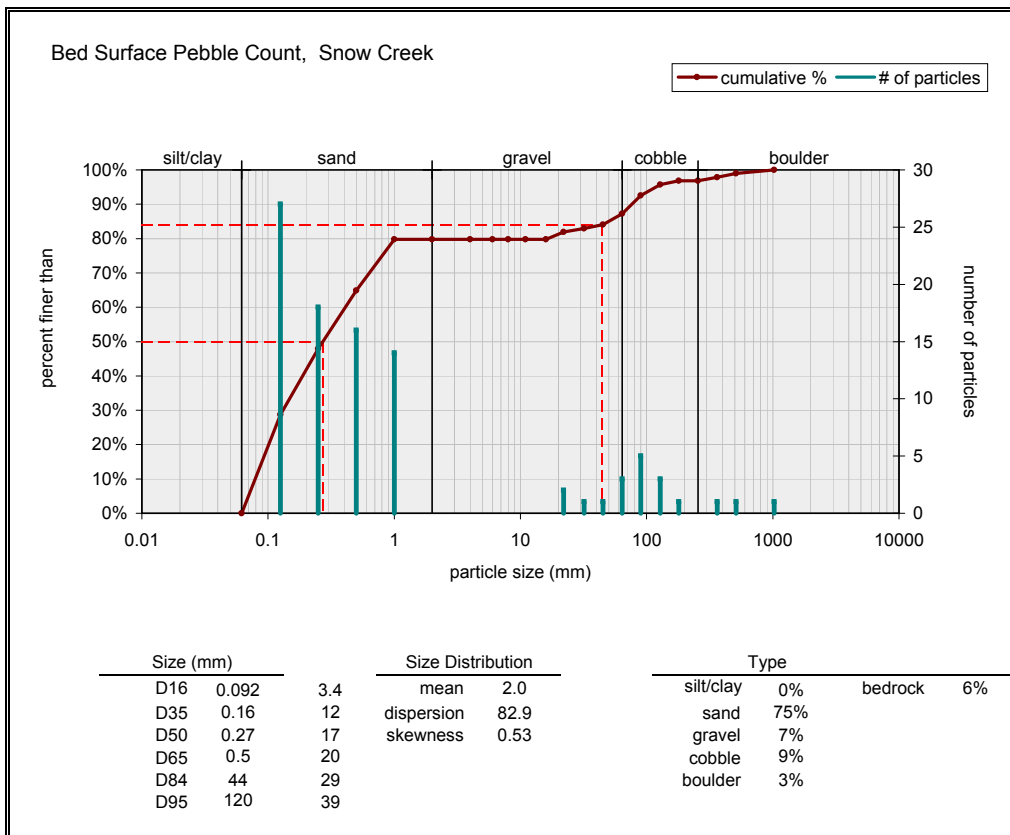 Bed Surface Pebble Count, Snow Creek
cumulative % # of particles
silt/clay sand gravel cobble boulder
100% 30
90%
80% 25
70%
60% 20
50% 15
40%
30% 10
20% 5
10%
0% 0
percent finer than
number of particles
0.01 0.1 1 10 100 1000 10000
particle size (mm)
Size (mm) Size Distribution Type
D16 0.092 3.4 mean 2.0 silt/clay 0% bedrock 6%
D35 0.16 12 dispersion 82.9 sand 75%
D50 0.27 17 skewness 0.53 gravel 7%
D65 0.5 20 cobble 9%
D84 44 29 boulder 3%
D95 120 39